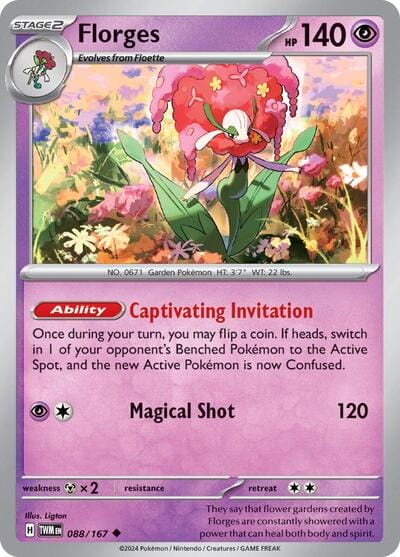 STAGE2
Florges
HP 140
Evolves from Floette
NO. 0671 Garden Pokémon HT: 3'7" WT: 22 lbs.
Ability Captivating Invitation
Once during your turn, you may flip a coin. If heads, switch
in 1 of your opponent's Benched Pokémon to the Active
Spot, and the new Active Pokémon is now Confused.
Magical Shot 120
weakness ×2 resistance retreat
Illus. Ligton
H TWM EN 088/167
They say that flower gardens created by
Florges are constantly showered with a
power that can heal both body and spirit.
©2024 Pokémon / Nintendo / Creatures / GAME FREAK